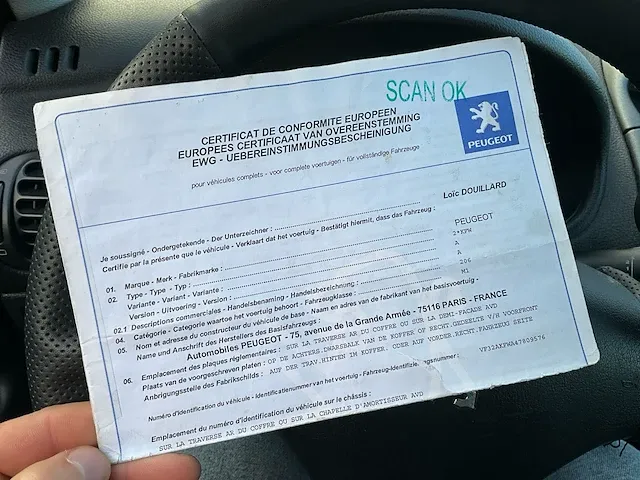 SCAN OK
PEUGEOT
CERTIFICAT DE CONFORMITE EUROPEEN
EUROPEES CERTIFICAAT VAN OVEREENSTEMMING
EWG - UEBEREINSTIMMUNGSBESCHEINIGUNG
pour véhicules complets - voor complete voertuigen - für vollständige Fahrzeuge
Je soussigné - Ondergetekende - Der Unterzeichner : Loïc DOUILLARD
Certifie par la présente que le véhicule - Verklaart dat het voertuig - Bestätigt hiermit, dass das Fahrzeug :
01. Marque - Merk - Fabrikmarke : PEUGEOT
02. Type - Type - Typ : 2*KFW
Variante - Variant - Variante : A
Version - Uitvoering - Version : A
02.1 Descriptions commerciales - Handelsbenaming - Handelsbezeichnung : 206
04. Catégorie - Categorie waartoe het voertuig behoort - Fahrzeugklasse : M1
05. Nom et adresse du constructeur du véhicule de base - Naam en adres van de fabrikant van het basisvoertuig -
Name und Anschrift des Herstellers des Basisfahrzeugs :
Automobiles PEUGEOT - 75, avenue de la Grande Armée - 75116 PARIS - FRANCE
06. Emplacement des plaques réglementaires : SUR LA TRAVERSE AR DU COFFRE OU SUR LA DEMI-FACADE AVD
Plaats van de voorgeschreven platen : OP DE ACHTERS.DWARSBALK VAN DE KOFFER OF RECHT.GEDEELTE V/H VOORFRONT
Anbringungsstelle des Fabrikschilds : AUF DER TRAV.HINTEN IM KOFFER. ODER AUF VORDER.RECHT.FAHRZEUG SEITE
Numéro d'identification du véhicule - Identificatienummer van het voertuig - Fahrzeug-Identifizierungsnummer : VF32AKFWA43809576
Emplacement du numéro d'identification du véhicule sur le châssis :
SUR LA TRAVERSE AR DU COFFRE OU SUR LA CHAPELLE D'AMORTISSEUR AVD